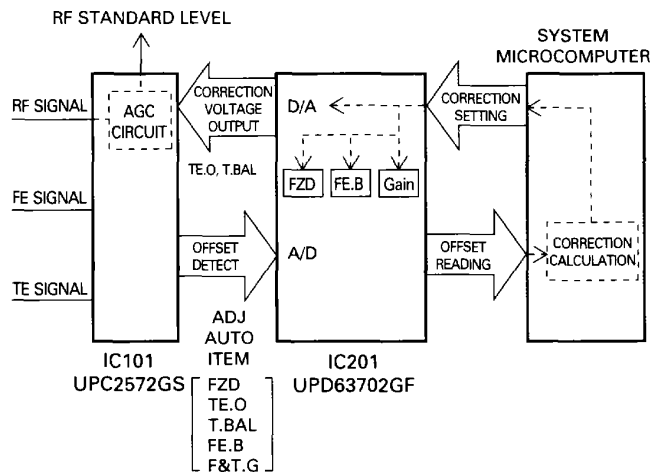 RF STANDARD LEVEL
SYSTEM
MICROCOMPUTER
RF SIGNAL
AGC
CIRCUIT
CORRECTION
VOLTAGE
OUTPUT
D/A
CORRECTION
SETTING
TE.O, T.BAL
FZD
FE.B
Gain
FE SIGNAL
OFFSET
DETECT
A/D
OFFSET
READING
CORRECTION
CALCULATION
TE SIGNAL
ADJ
AUTO
ITEM
IC101
UPC2572GS
IC201
UPD63702GF
FZD
TE.O
T.BAL
FE.B
F&T.G